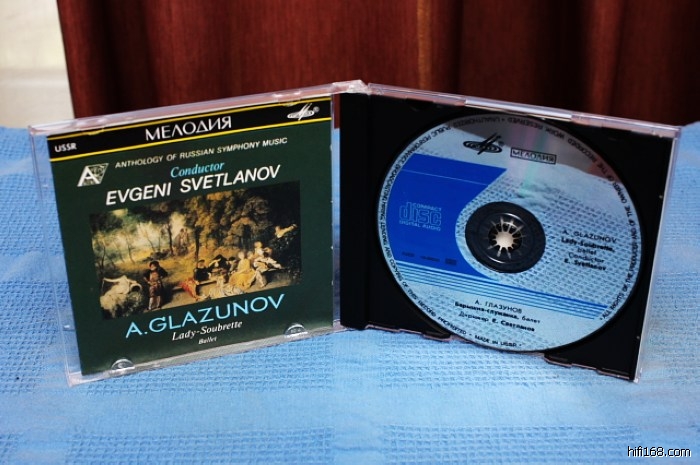 МЕЛОДИЯ
USSR
ANTHOLOGY OF RUSSIAN SYMPHONY MUSIC
Conductor
EVGENI SVETLANOV
A.GLAZUNOV
Lady-Soubrette
Ballet
МЕЛОДИЯ
COMPACT
disc
DIGITAL AUDIO
A. GLAZUNOV
Lady-Soubrette,
ballet
Conductor
E. Svetlanov
А. ГЛАЗУНОВ
Барышня-служанка, балет
Дирижер Е. Светланов
MADE IN USSR
hifi168.com